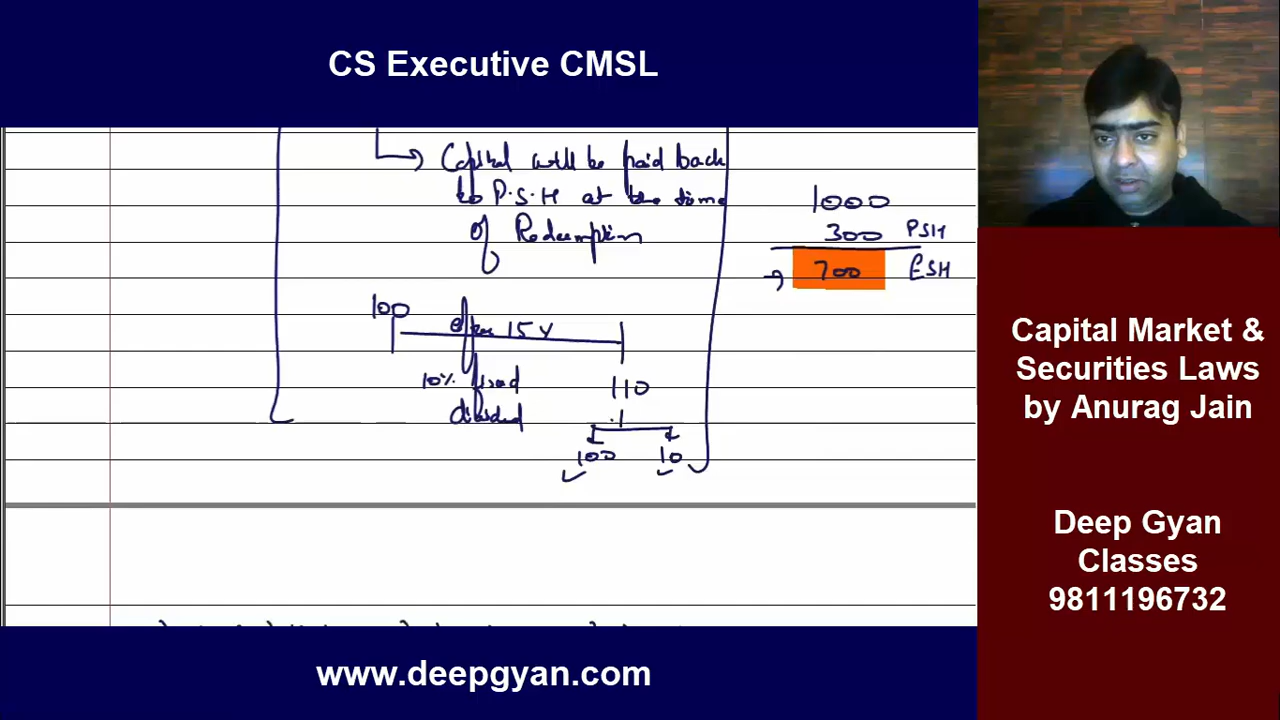 CS Executive CMSL
Capital will be paid back
to P.S.H at the time
of Redemption
1000
300 PSH
700 ESH
100
after 15 Y
10% fixed
dividend
110
100 10
Capital Market &
Securities Laws
by Anurag Jain
Deep Gyan
Classes
9811196732
www.deepgyan.com